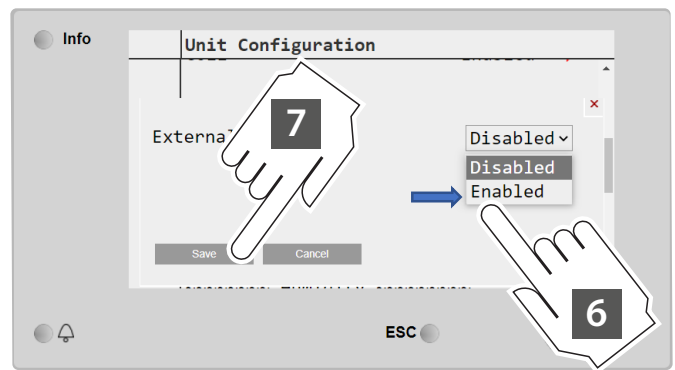 Info
Unit Configuration
×
Externa
Disabled
Disabled
Enabled
7
Save
Cancel
6
ESC